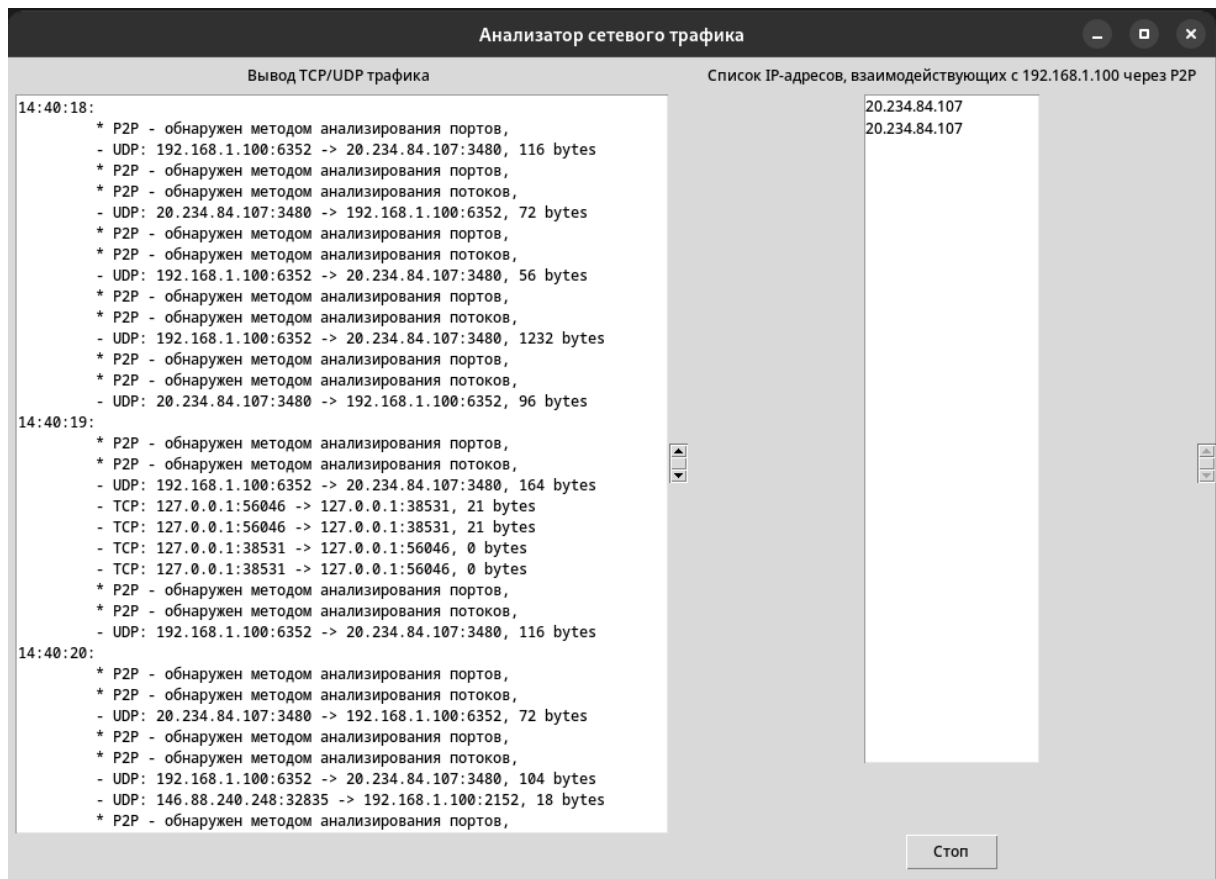 Анализатор сетевого трафика
Вывод TCP/UDP трафика
14:40:18:
* P2P - обнаружен методом анализирования портов,
- UDP: 192.168.1.100:6352 -> 20.234.84.107:3480, 116 bytes
* P2P - обнаружен методом анализирования портов,
* P2P - обнаружен методом анализирования потоков,
- UDP: 20.234.84.107:3480 -> 192.168.1.100:6352, 72 bytes
* P2P - обнаружен методом анализирования портов,
* P2P - обнаружен методом анализирования потоков,
- UDP: 192.168.1.100:6352 -> 20.234.84.107:3480, 56 bytes
* P2P - обнаружен методом анализирования портов,
* P2P - обнаружен методом анализирования потоков,
- UDP: 192.168.1.100:6352 -> 20.234.84.107:3480, 1232 bytes
* P2P - обнаружен методом анализирования портов,
* P2P - обнаружен методом анализирования потоков,
- UDP: 20.234.84.107:3480 -> 192.168.1.100:6352, 96 bytes
14:40:19:
* P2P - обнаружен методом анализирования портов,
* P2P - обнаружен методом анализирования потоков,
- UDP: 192.168.1.100:6352 -> 20.234.84.107:3480, 164 bytes
- TCP: 127.0.0.1:56046 -> 127.0.0.1:38531, 21 bytes
- TCP: 127.0.0.1:56046 -> 127.0.0.1:38531, 21 bytes
- TCP: 127.0.0.1:38531 -> 127.0.0.1:56046, 0 bytes
- TCP: 127.0.0.1:38531 -> 127.0.0.1:56046, 0 bytes
* P2P - обнаружен методом анализирования портов,
* P2P - обнаружен методом анализирования потоков,
- UDP: 192.168.1.100:6352 -> 20.234.84.107:3480, 116 bytes
14:40:20:
* P2P - обнаружен методом анализирования портов,
* P2P - обнаружен методом анализирования потоков,
- UDP: 20.234.84.107:3480 -> 192.168.1.100:6352, 72 bytes
* P2P - обнаружен методом анализирования портов,
* P2P - обнаружен методом анализирования потоков,
- UDP: 192.168.1.100:6352 -> 20.234.84.107:3480, 104 bytes
- UDP: 146.88.240.248:32835 -> 192.168.1.100:2152, 18 bytes
* P2P - обнаружен методом анализирования портов,
Список IP-адресов, взаимодействующих с 192.168.1.100 через P2P
20.234.84.107
20.234.84.107
Стоп